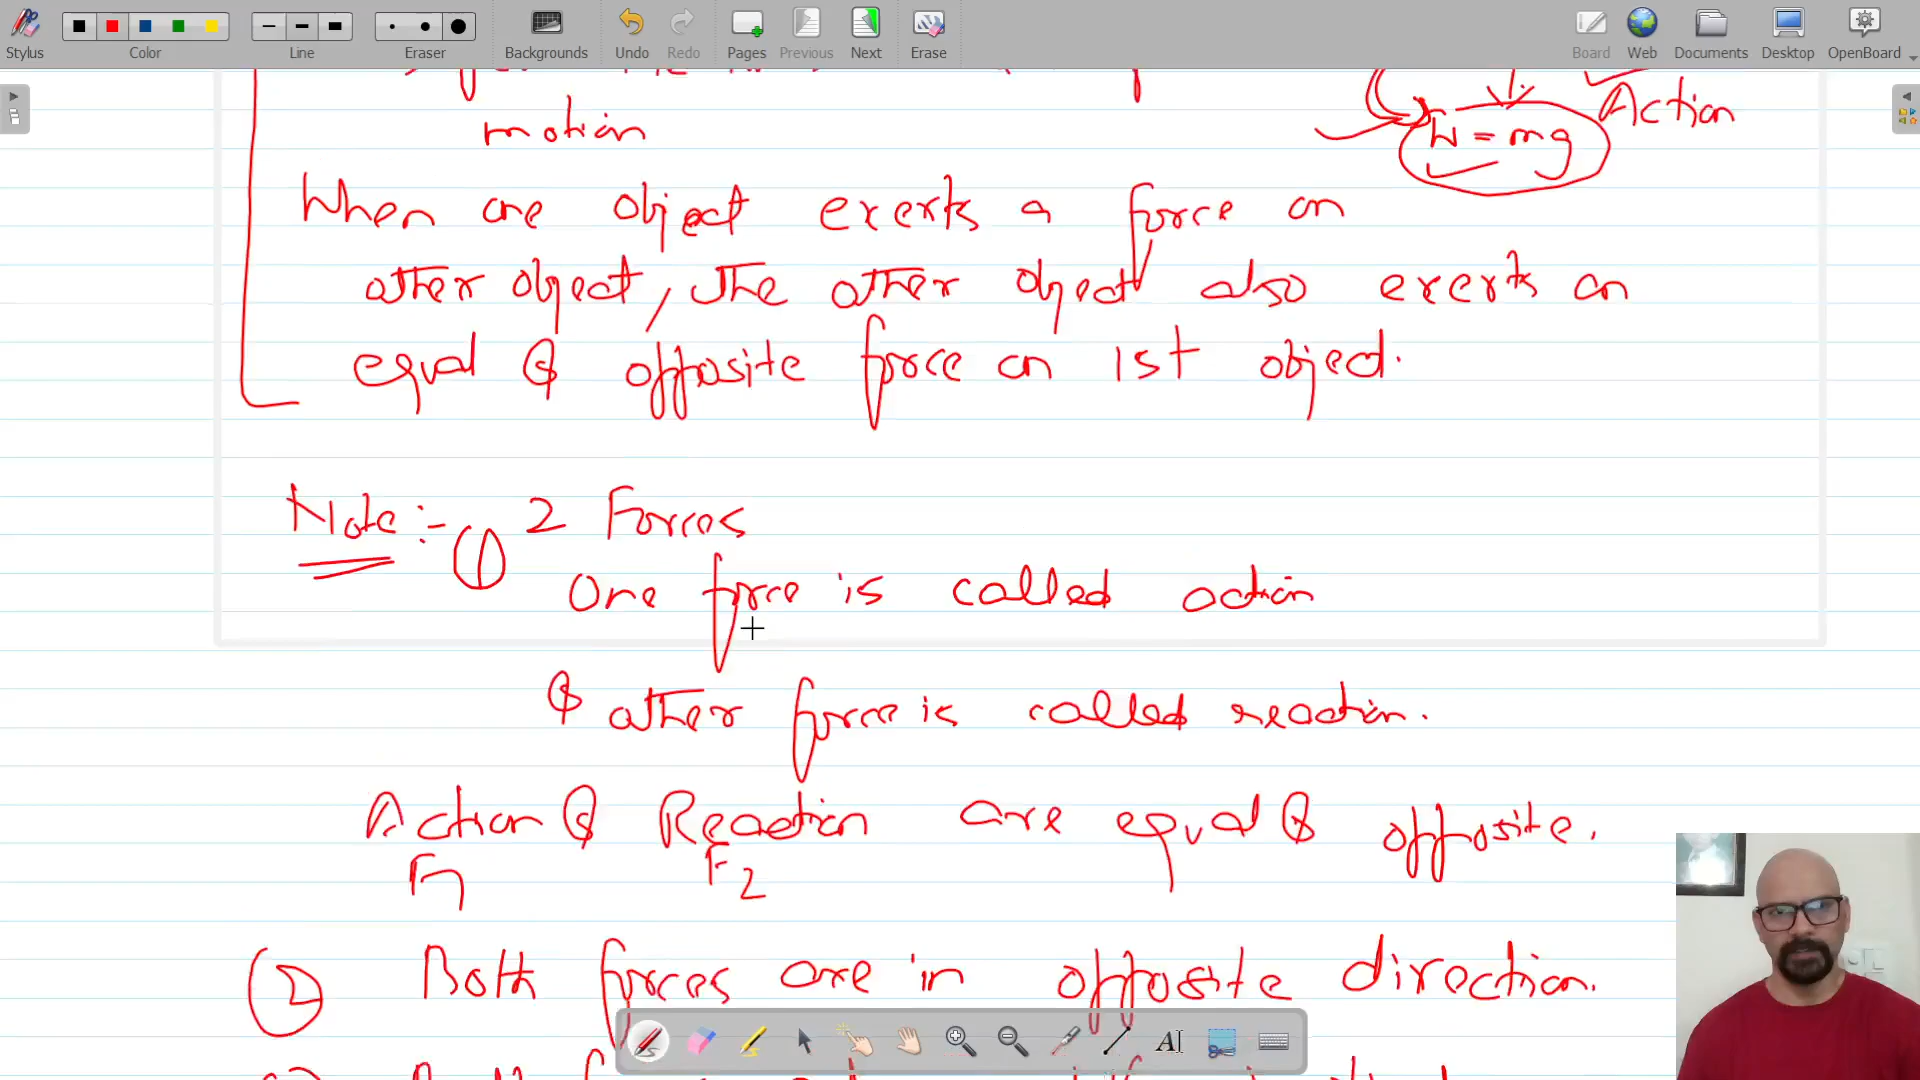 Stylus
Color
Line
Eraser
Backgrounds
Undo
Redo
Pages
Previous
Next
Erase
Board
Web
Documents
Desktop
OpenBoard
motion
W = mg
Action
When one object exerts a force on
other object, the other object also exerts an
equal & opposite force on 1st object.
Note :- ① 2 Forces
One force is called action
& other force is called reaction.
Action & Reaction are equal & opposite.
F1 F2
② Both forces are in opposite direction.
AI